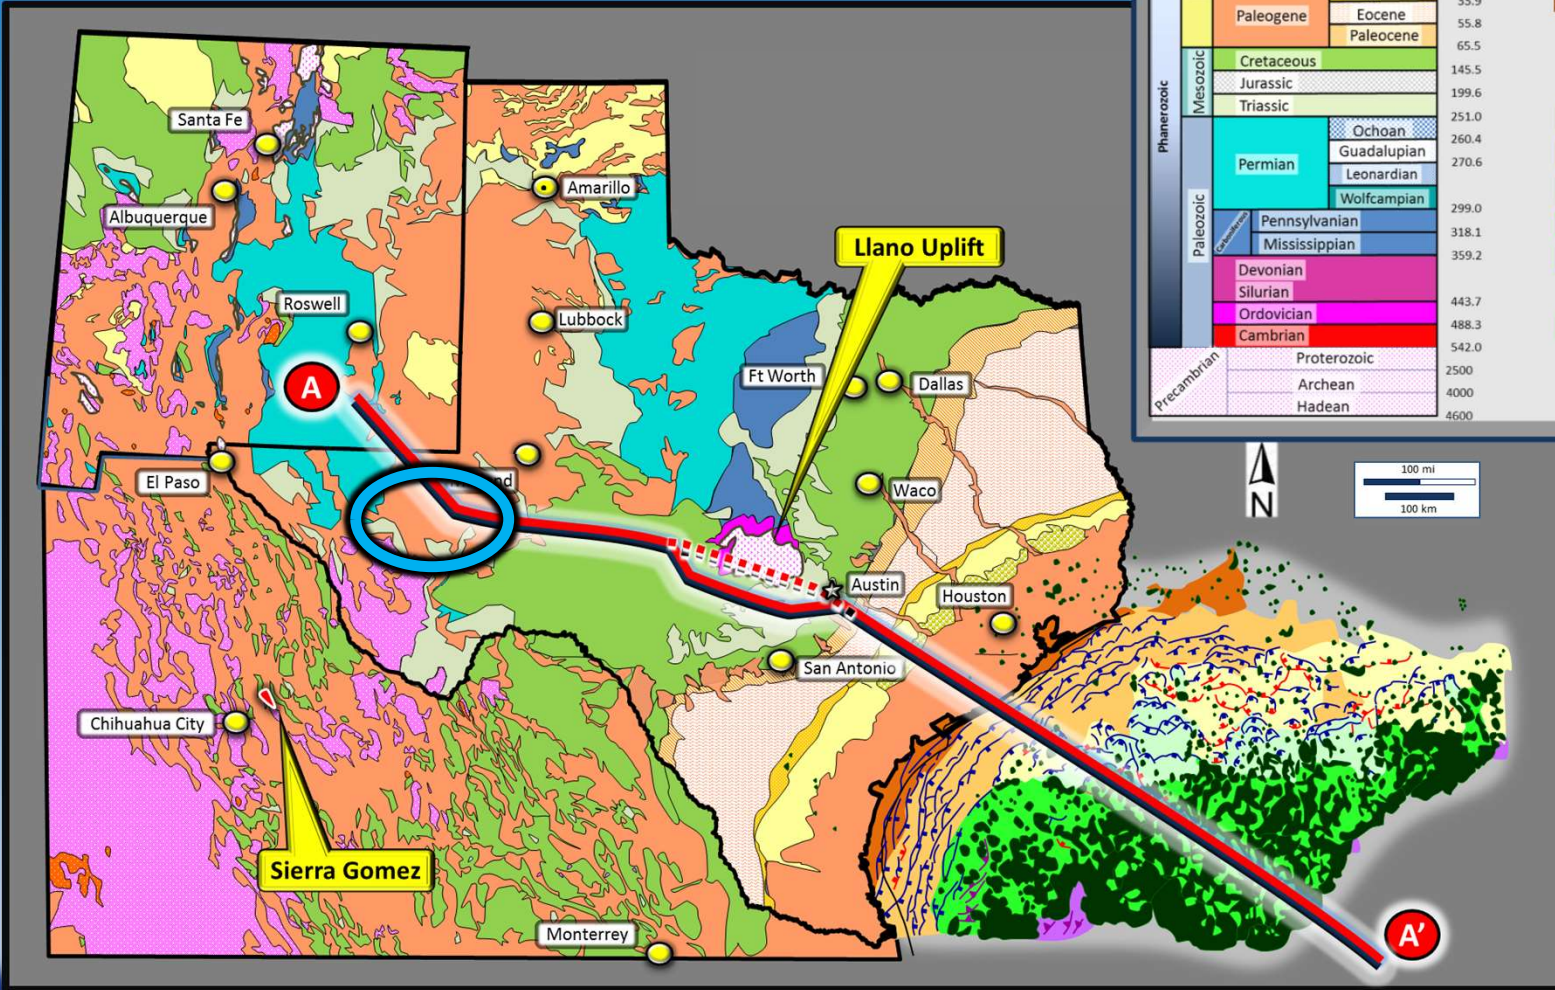 Santa Fe
Albuquerque
Roswell
Amarillo
Lubbock
Llano Uplift
Ft Worth
Dallas
A
El Paso
Waco
Austin
Houston
San Antonio
Chihuahua City
Sierra Gomez
Monterrey
A'
Phanerozoic
Paleogene
Eocene
Paleocene
55.8
65.5
Mesozoic
Cretaceous
145.5
Jurassic
199.6
Triassic
251.0
Paleozoic
Permian
Ochoan
260.4
Guadalupian
270.6
Leonardian
Wolfcampian
299.0
Carboniferous
Pennsylvanian
318.1
Mississippian
359.2
Devonian
Silurian
443.7
Ordovician
488.3
Cambrian
542.0
Precambrian
Proterozoic
2500
Archean
4000
Hadean
4600
N
100 mi
100 km